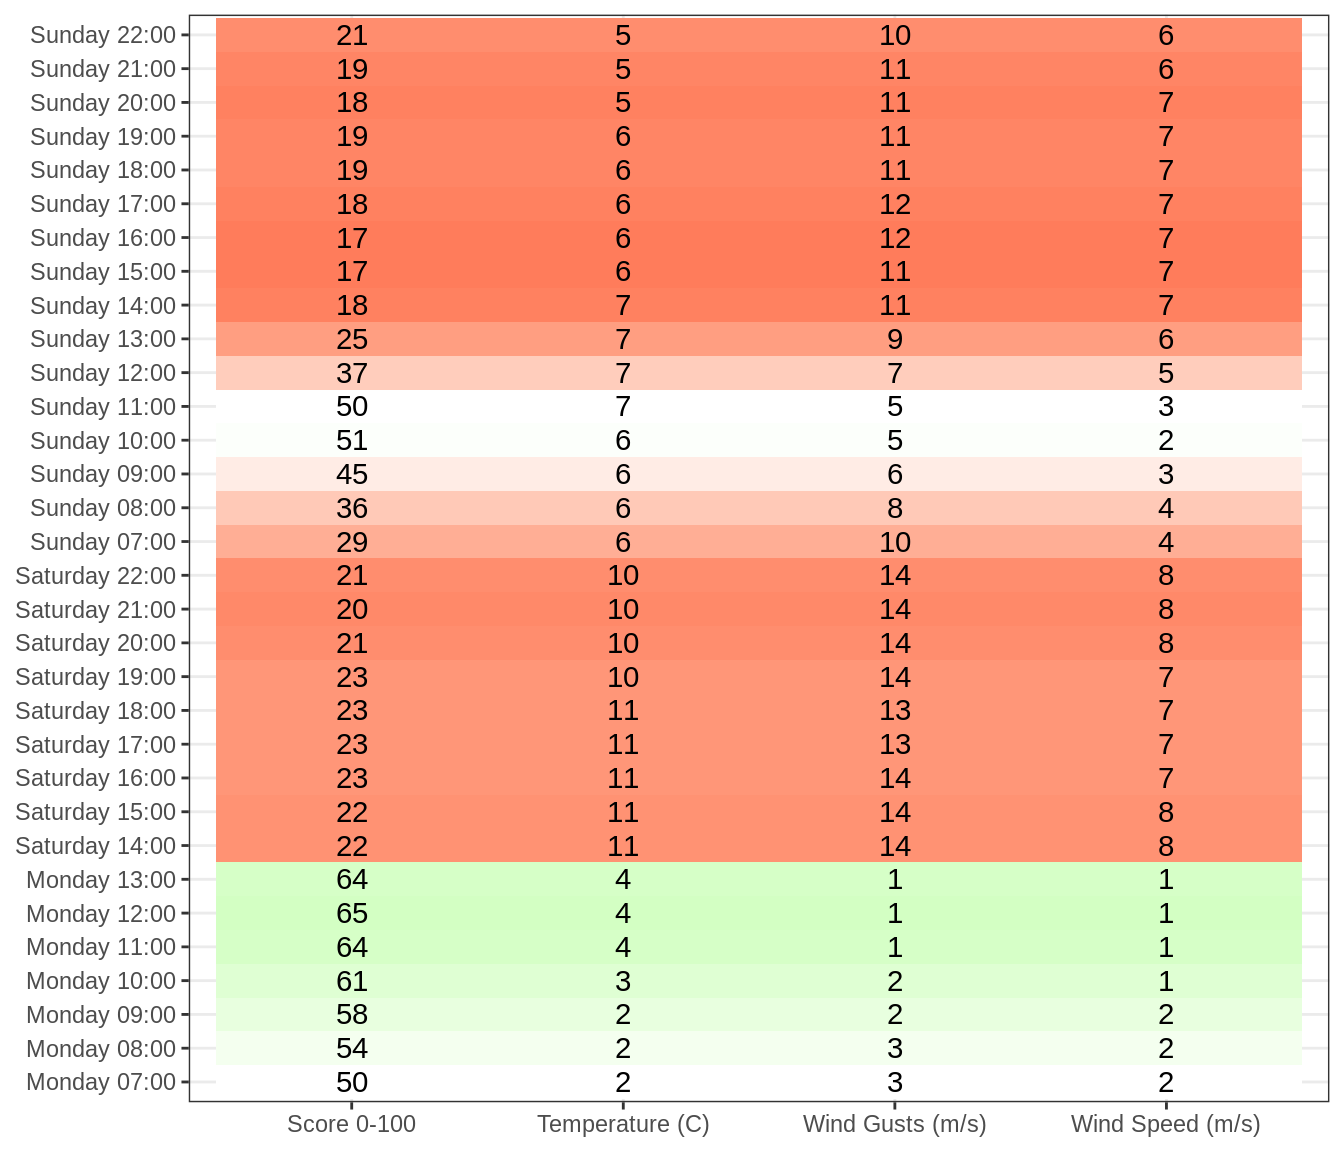 Sunday 22:00 21 5 10 6
Sunday 21:00 19 5 11 6
Sunday 20:00 18 5 11 7
Sunday 19:00 19 6 11 7
Sunday 18:00 19 6 11 7
Sunday 17:00 18 6 12 7
Sunday 16:00 17 6 12 7
Sunday 15:00 17 6 11 7
Sunday 14:00 18 7 11 7
Sunday 13:00 25 7 9 6
Sunday 12:00 37 7 7 5
Sunday 11:00 50 7 5 3
Sunday 10:00 51 6 5 2
Sunday 09:00 45 6 6 3
Sunday 08:00 36 6 8 4
Sunday 07:00 29 6 10 4
Saturday 22:00 21 10 14 8
Saturday 21:00 20 10 14 8
Saturday 20:00 21 10 14 8
Saturday 19:00 23 10 14 7
Saturday 18:00 23 11 13 7
Saturday 17:00 23 11 13 7
Saturday 16:00 23 11 14 7
Saturday 15:00 22 11 14 8
Saturday 14:00 22 11 14 8
Monday 13:00 64 4 1 1
Monday 12:00 65 4 1 1
Monday 11:00 64 4 1 1
Monday 10:00 61 3 2 1
Monday 09:00 58 2 2 2
Monday 08:00 54 2 3 2
Monday 07:00 50 2 3 2
Score 0-100 Temperature (C) Wind Gusts (m/s) Wind Speed (m/s)